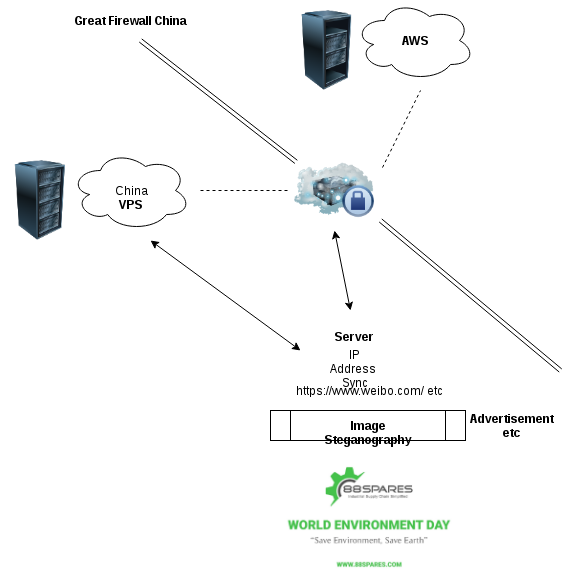 Great Firewall China
AWS
China
VPS
Server
IP
Address
Sync
https://www.weibo.com/ etc
Image
Steganography
Advertisement
etc
88SPARES
Industrial Supply Chain Simplified
WORLD ENVIRONMENT DAY
"Save Environment, Save Earth"
WWW.88SPARES.COM